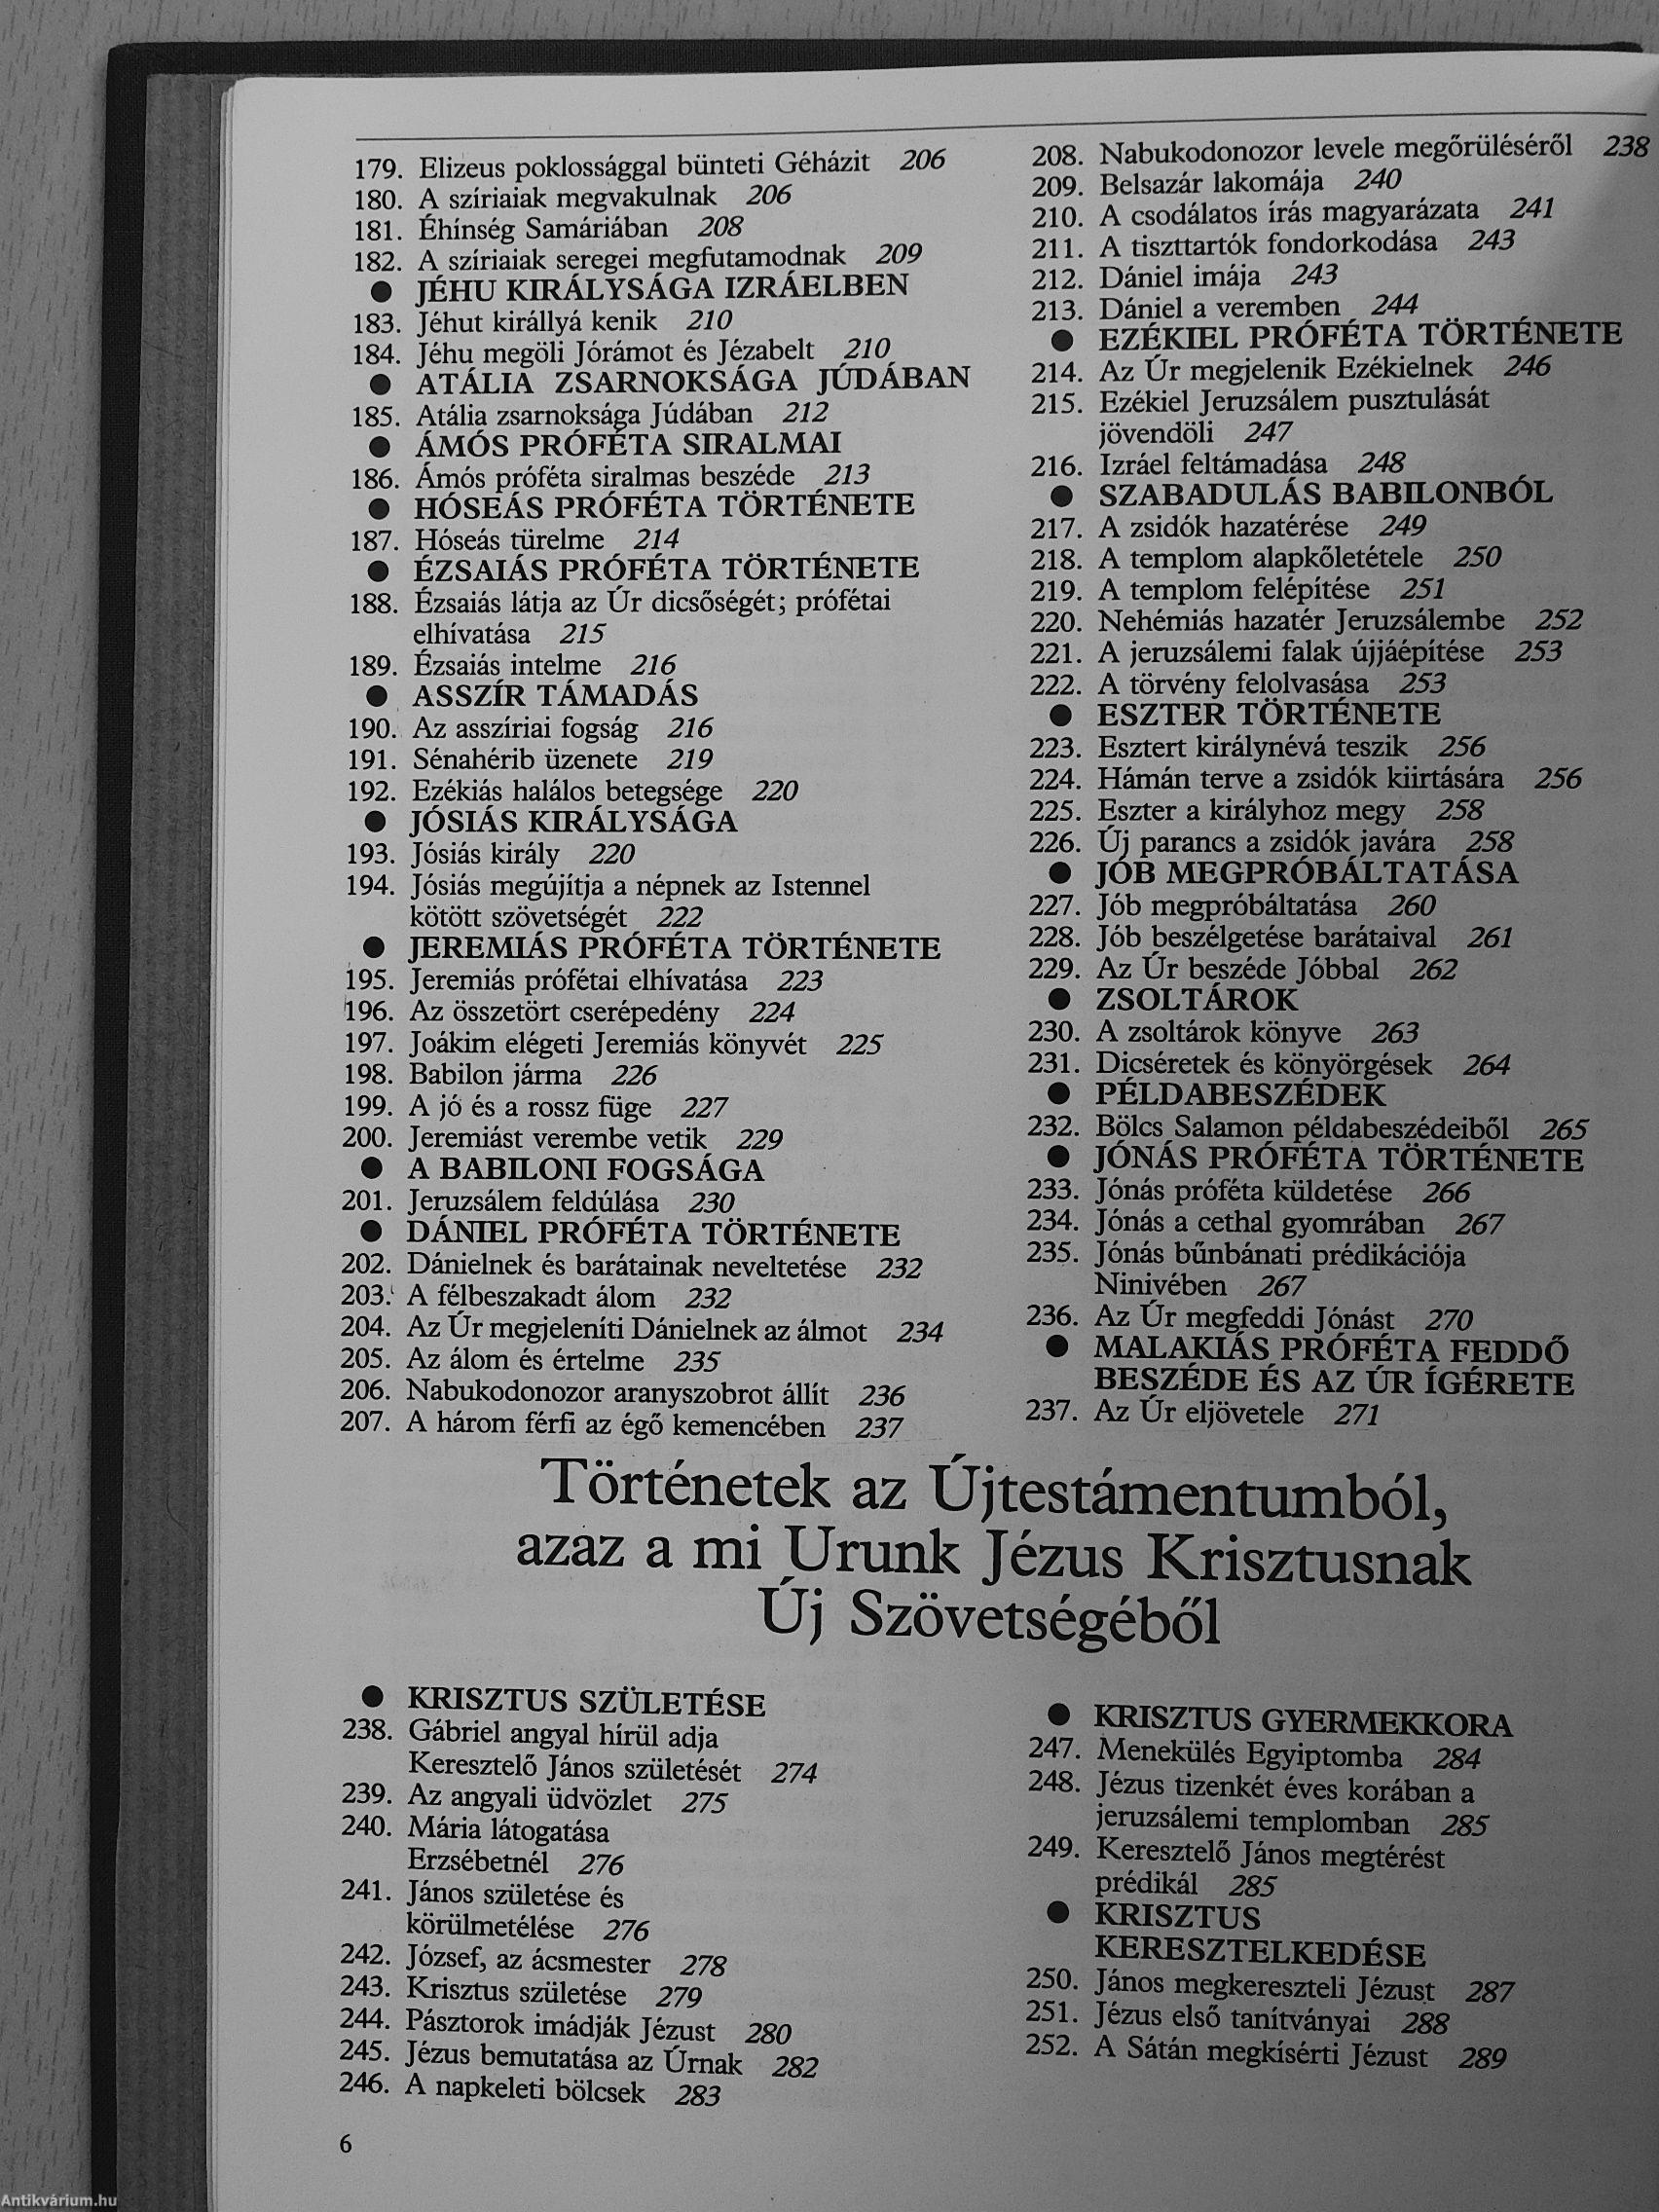 179. Elizeus poklossággal bünteti Géházit 206
180. A szíriaiak megvakulnak 206
181. Éhínség Samáriában 208
182. A szíriaiak seregei megfutamodnak 209
● JÉHU KIRÁLYSÁGA IZRÁELBEN
183. Jéhut királlyá kenik 210
184. Jéhu megöli Jórámot és Jézabelt 210
● ATÁLIA ZSARNOKSÁGA JÚDÁBAN
185. Atália zsarnoksága Júdában 212
● ÁMÓS PRÓFÉTA SIRALMAI
186. Ámós próféta siralmas beszéde 213
● HÓSEÁS PRÓFÉTA TÖRTÉNETE
187. Hóseás türelme 214
● ÉZSAIÁS PRÓFÉTA TÖRTÉNETE
188. Ézsaiás látja az Úr dicsőségét; prófétai
elhívatása 215
189. Ézsaiás intelme 216
● ASSZÍR TÁMADÁS
190. Az asszíriai fogság 216
191. Sénahérib üzenete 219
192. Ezékiás halálos betegsége 220
● JÓSIÁS KIRÁLYSÁGA
193. Jósiás király 220
194. Jósiás megújítja a népnek az Istennel
kötött szövetségét 222
● JEREMIÁS PRÓFÉTA TÖRTÉNETE
195. Jeremiás prófétai elhívatása 223
196. Az összetört cserépedény 224
197. Joákim elégeti Jeremiás könyvét 225
198. Babilon járma 226
199. A jó és a rossz füge 227
200. Jeremiást verembe vetik 229
● A BABILONI FOGSÁGA
201. Jeruzsálem feldúlása 230
● DÁNIEL PRÓFÉTA TÖRTÉNETE
202. Dánielnek és barátainak neveltetése 232
203. A félbeszakadt álom 232
204. Az Úr megjeleníti Dánielnek az álmot 234
205. Az álom és értelme 235
206. Nabukodonozor aranyszobrot állít 236
207. A három férfi az égő kemencében 237
208. Nabukodonozor levele megőrüléséről 238
209. Belsazár lakomája 240
210. A csodálatos írás magyarázata 241
211. A tiszttartók fondorkodása 243
212. Dániel imája 243
213. Dániel a veremben 244
● EZÉKIEL PRÓFÉTA TÖRTÉNETE
214. Az Úr megjelenik Ezékielnek 246
215. Ezékiel Jeruzsálem pusztulását
jövendöli 247
216. Izráel feltámadása 248
● SZABADULÁS BABILONBÓL
217. A zsidók hazatérése 249
218. A templom alapkőletétele 250
219. A templom felépítése 251
220. Nehémiás hazatér Jeruzsálembe 252
221. A jeruzsálemi falak újjáépítése 253
222. A törvény felolvasása 253
● ESZTER TÖRTÉNETE
223. Esztert királynévá teszik 256
224. Hámán terve a zsidók kiirtására 256
225. Eszter a királyhoz megy 258
226. Új parancs a zsidók javára 258
● JÓB MEGPRÓBÁLTATÁSA
227. Jób megpróbáltatása 260
228. Jób beszélgetése barátaival 261
229. Az Úr beszéde Jóbbal 262
● ZSOLTÁROK
230. A zsoltárok könyve 263
231. Dicséretek és könyörgések 264
● PÉLDABESZÉDEK
232. Bölcs Salamon példabeszédeiből 265
● JÓNÁS PRÓFÉTA TÖRTÉNETE
233. Jónás próféta küldetése 266
234. Jónás a cethal gyomrában 267
235. Jónás bűnbánati prédikációja
Ninivében 267
236. Az Úr megfeddi Jónást 270
● MALAKIÁS PRÓFÉTA FEDDŐ
BESZÉDE ÉS AZ ÚR ÍGÉRETE
237. Az Úr eljövetele 271
Történetek az Újtestámentumból,
azaz a mi Urunk Jézus Krisztusnak
Új Szövetségéből
● KRISZTUS SZÜLETÉSE
238. Gábriel angyal hírül adja
Keresztelő János születését 274
239. Az angyali üdvözlet 275
240. Mária látogatása
Erzsébetnél 276
241. János születése és
körülmetélése 276
242. József, az ácsmester 278
243. Krisztus születése 279
244. Pásztorok imádják Jézust 280
245. Jézus bemutatása az Úrnak 282
246. A napkeleti bölcsek 283
● KRISZTUS GYERMEKKORA
247. Menekülés Egyiptomba 284
248. Jézus tizenkét éves korában a
jeruzsálemi templomban 285
249. Keresztelő János megtérést
prédikál 285
● KRISZTUS
KERESZTELKEDÉSE
250. János megkereszteli Jézust 287
251. Jézus első tanítványai 288
252. A Sátán megkísérti Jézust 289
6
Antikvárium.hu